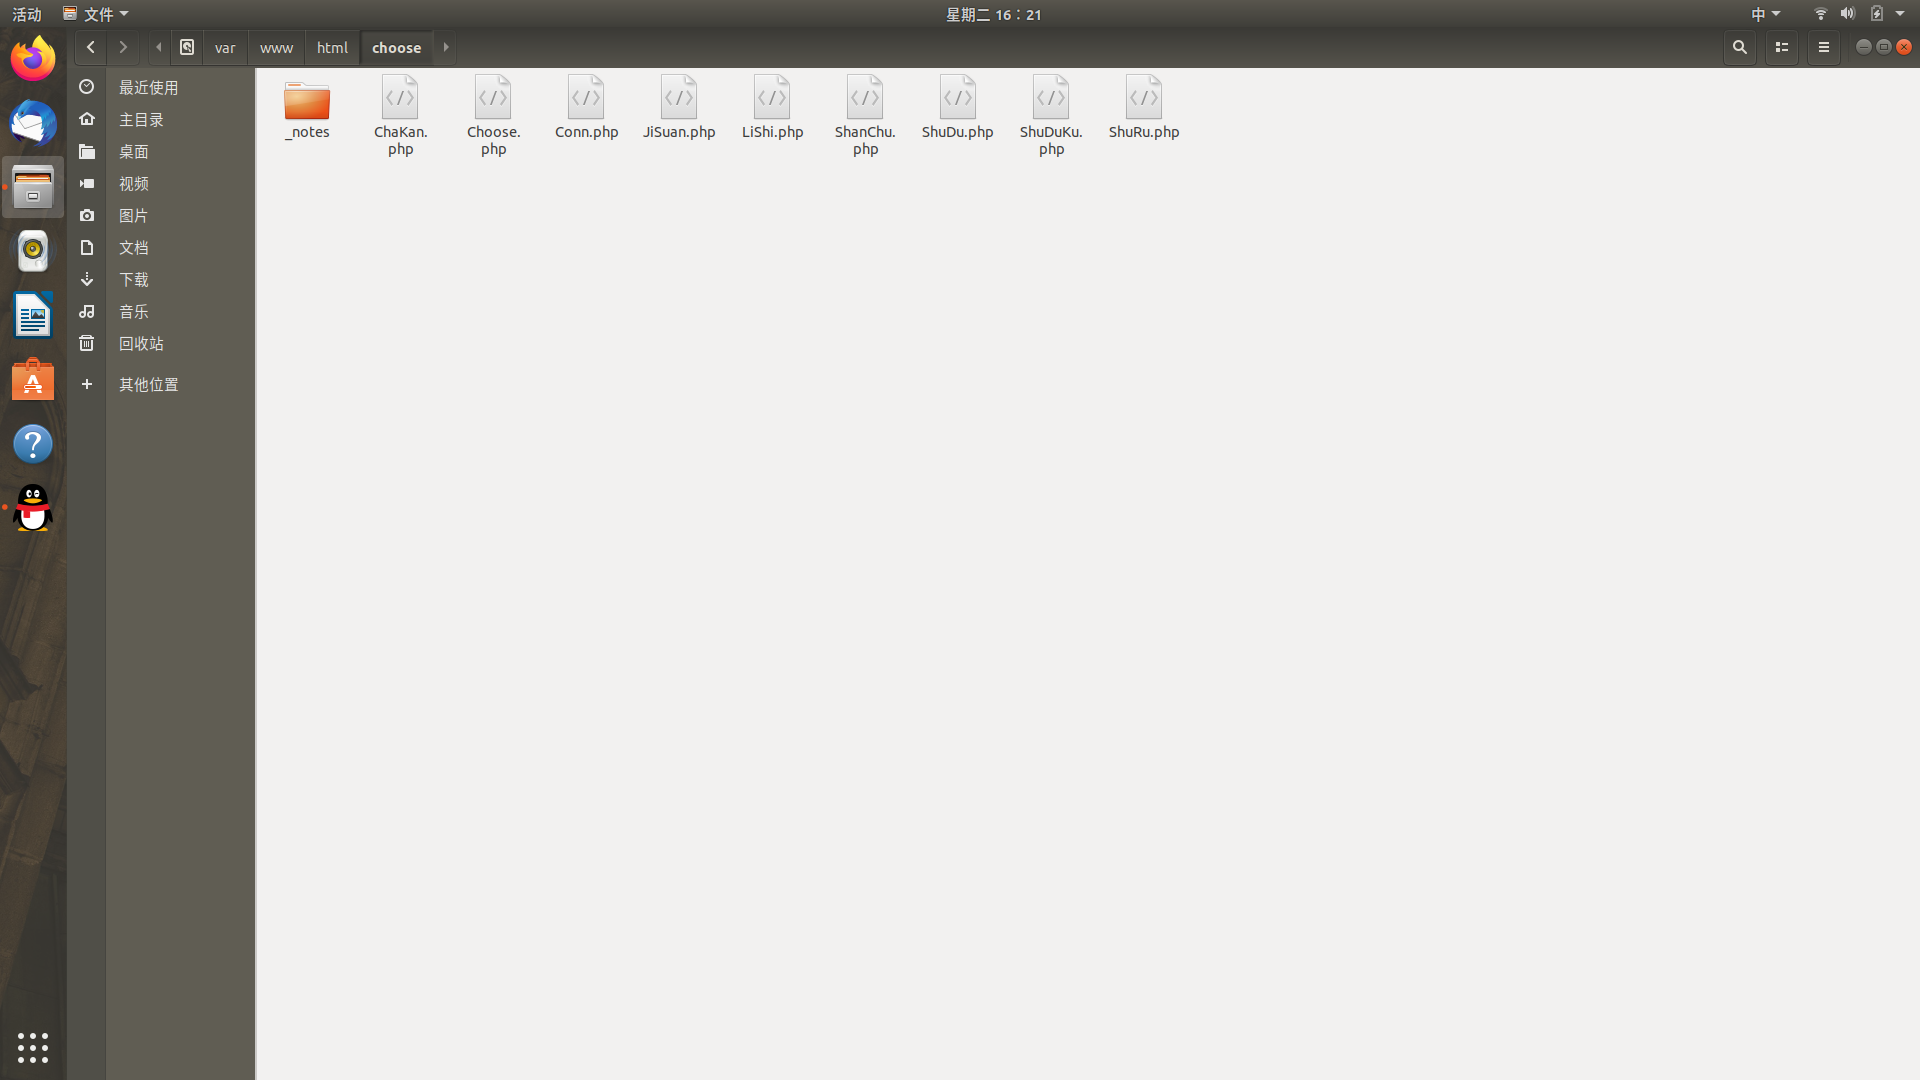 活动
文件
星期二 16：21
中
var
www
html
choose
最近使用
主目录
桌面
视频
图片
文档
下载
音乐
回收站
其他位置
_notes
ChaKan.
php
Choose.
php
Conn.php
JiSuan.php
LiShi.php
ShanChu.
php
ShuDu.php
ShuDuKu.
php
ShuRu.php